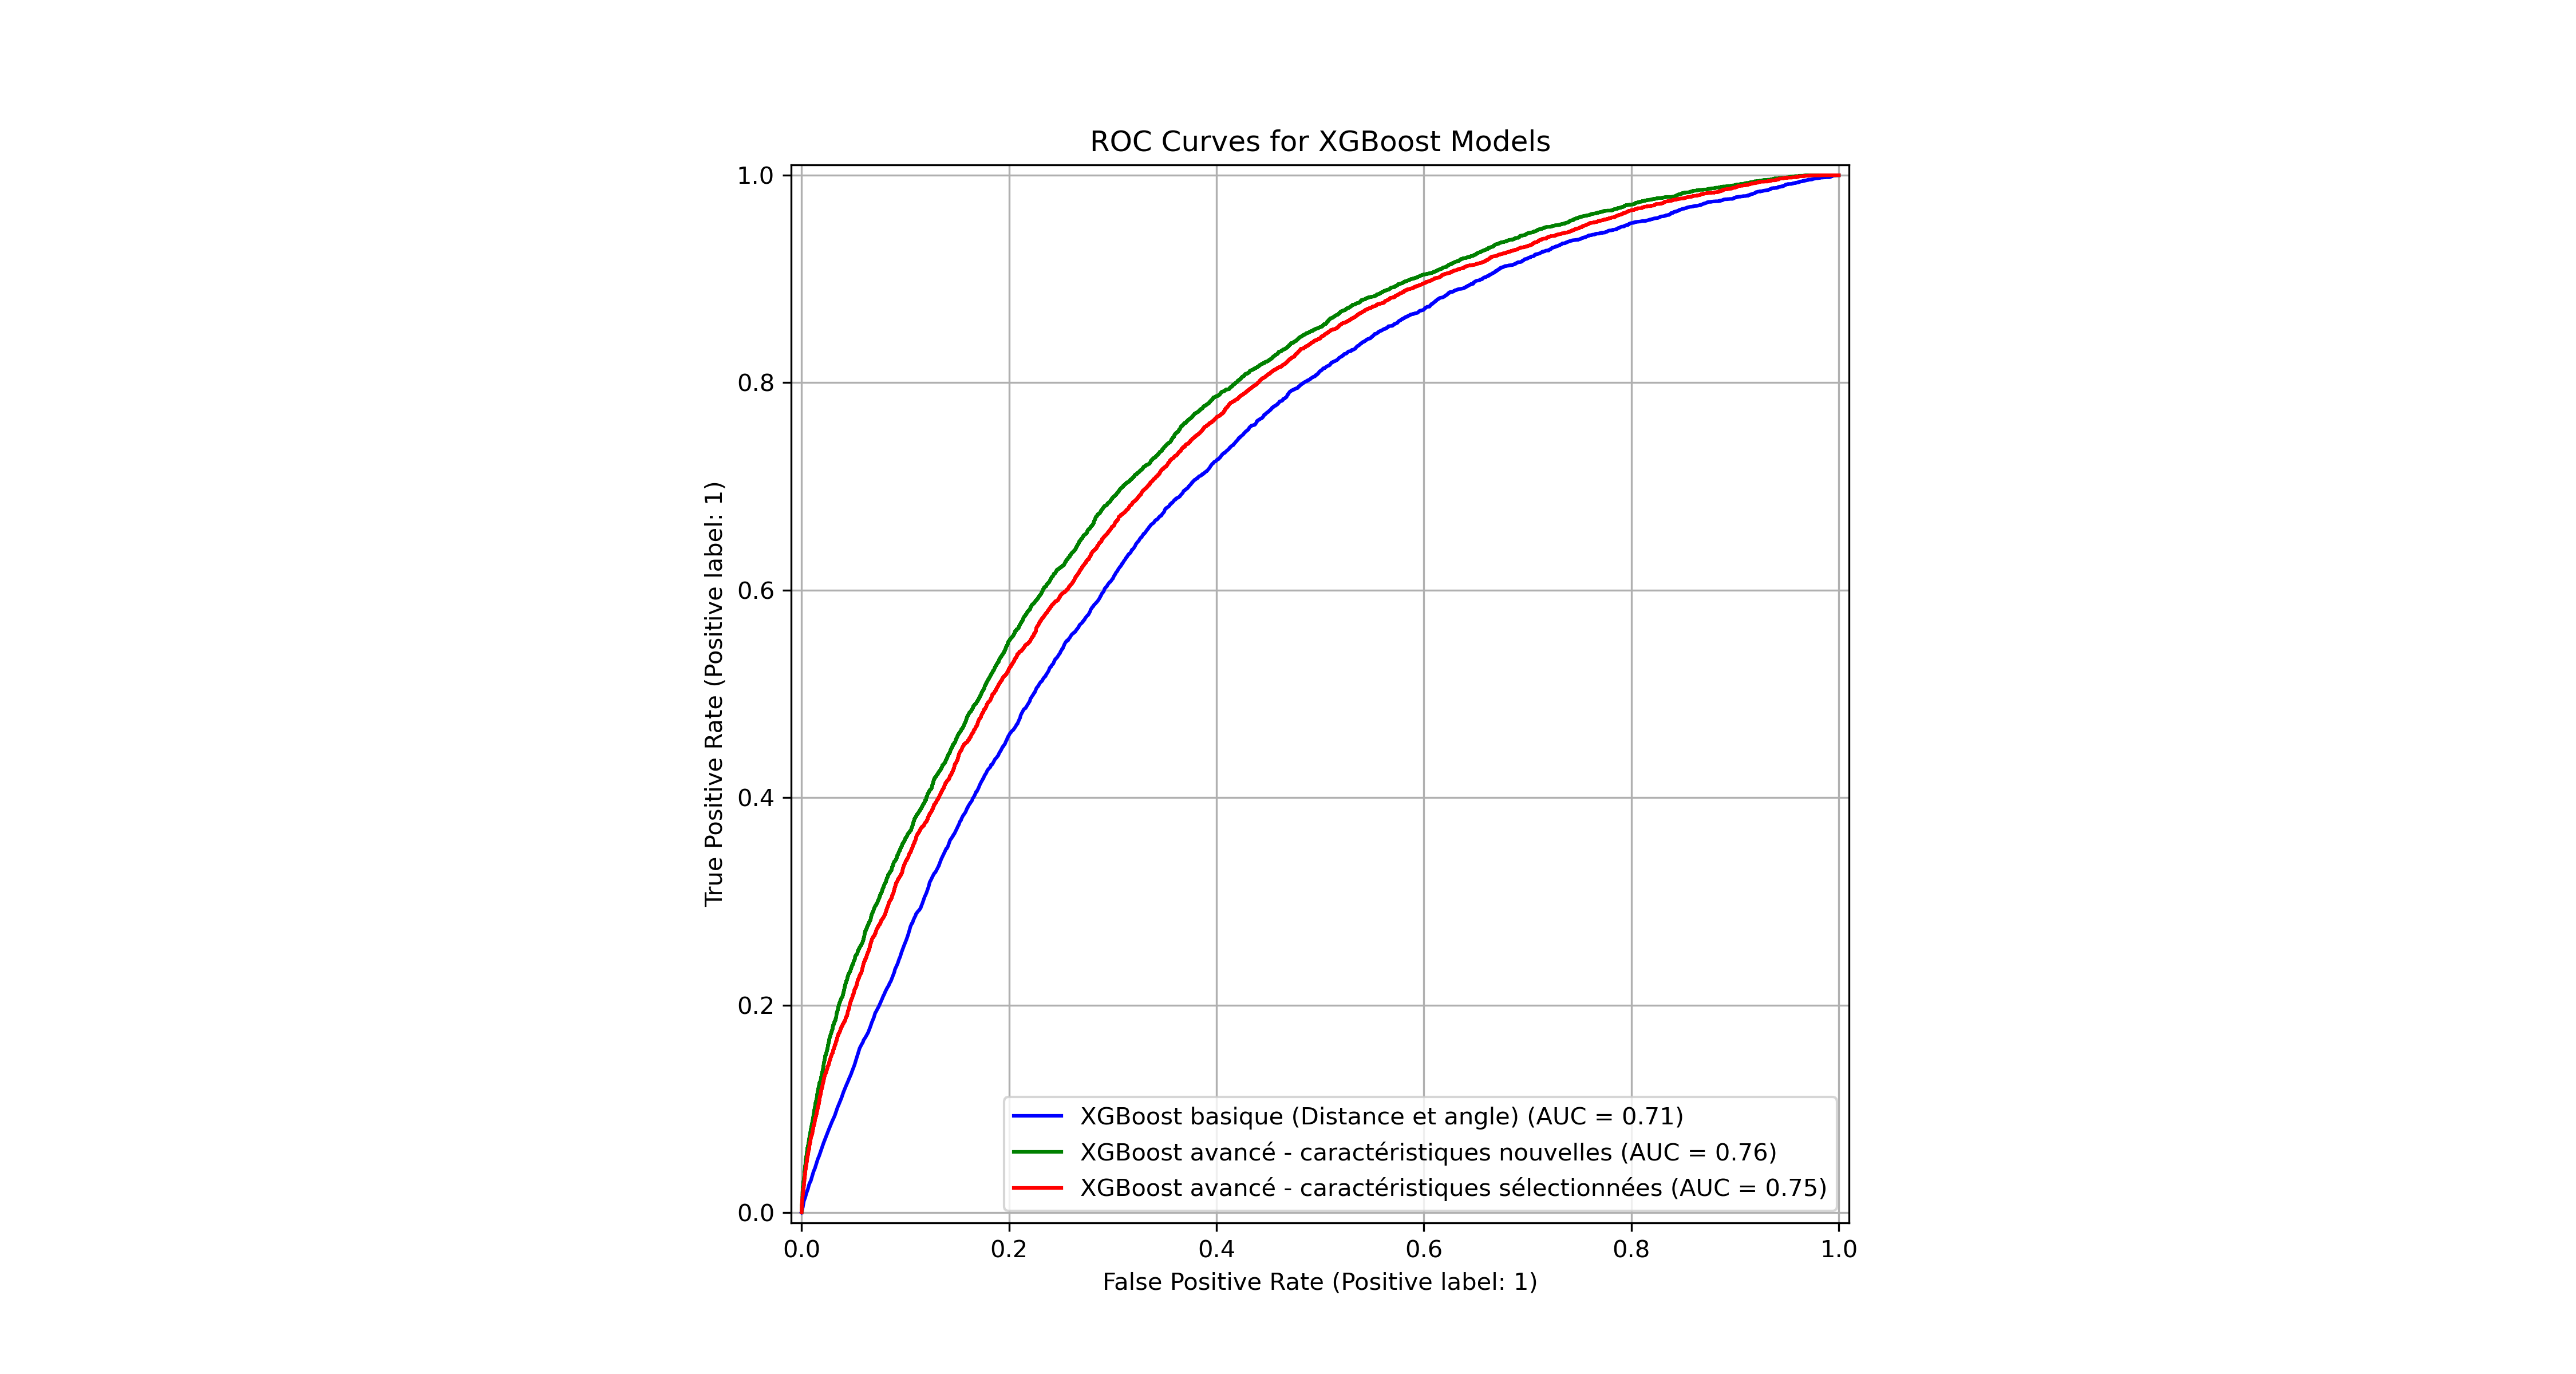 ROC Curves for XGBoost Models
1.0
0.8
0.6
0.4
0.2
0.0
True Positive Rate (Positive label: 1)
XGBoost basique (Distance et angle) (AUC = 0.71)
XGBoost avancé - caractéristiques nouvelles (AUC = 0.76)
XGBoost avancé - caractéristiques sélectionnées (AUC = 0.75)
0.0 0.2 0.4 0.6 0.8 1.0
False Positive Rate (Positive label: 1)